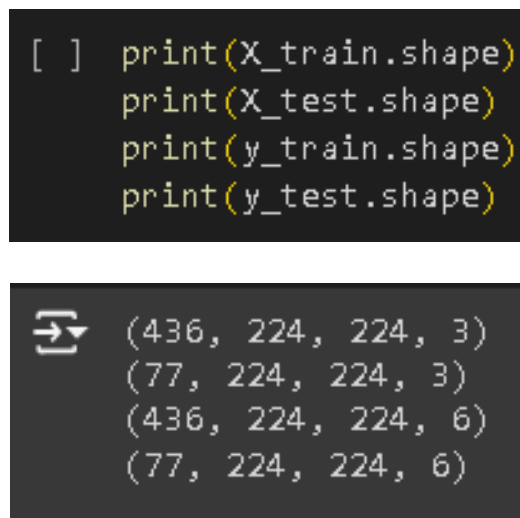 [ ] print(X_train.shape)
print(X_test.shape)
print(y_train.shape)
print(y_test.shape)
(436, 224, 224, 3)
(77, 224, 224, 3)
(436, 224, 224, 6)
(77, 224, 224, 6)